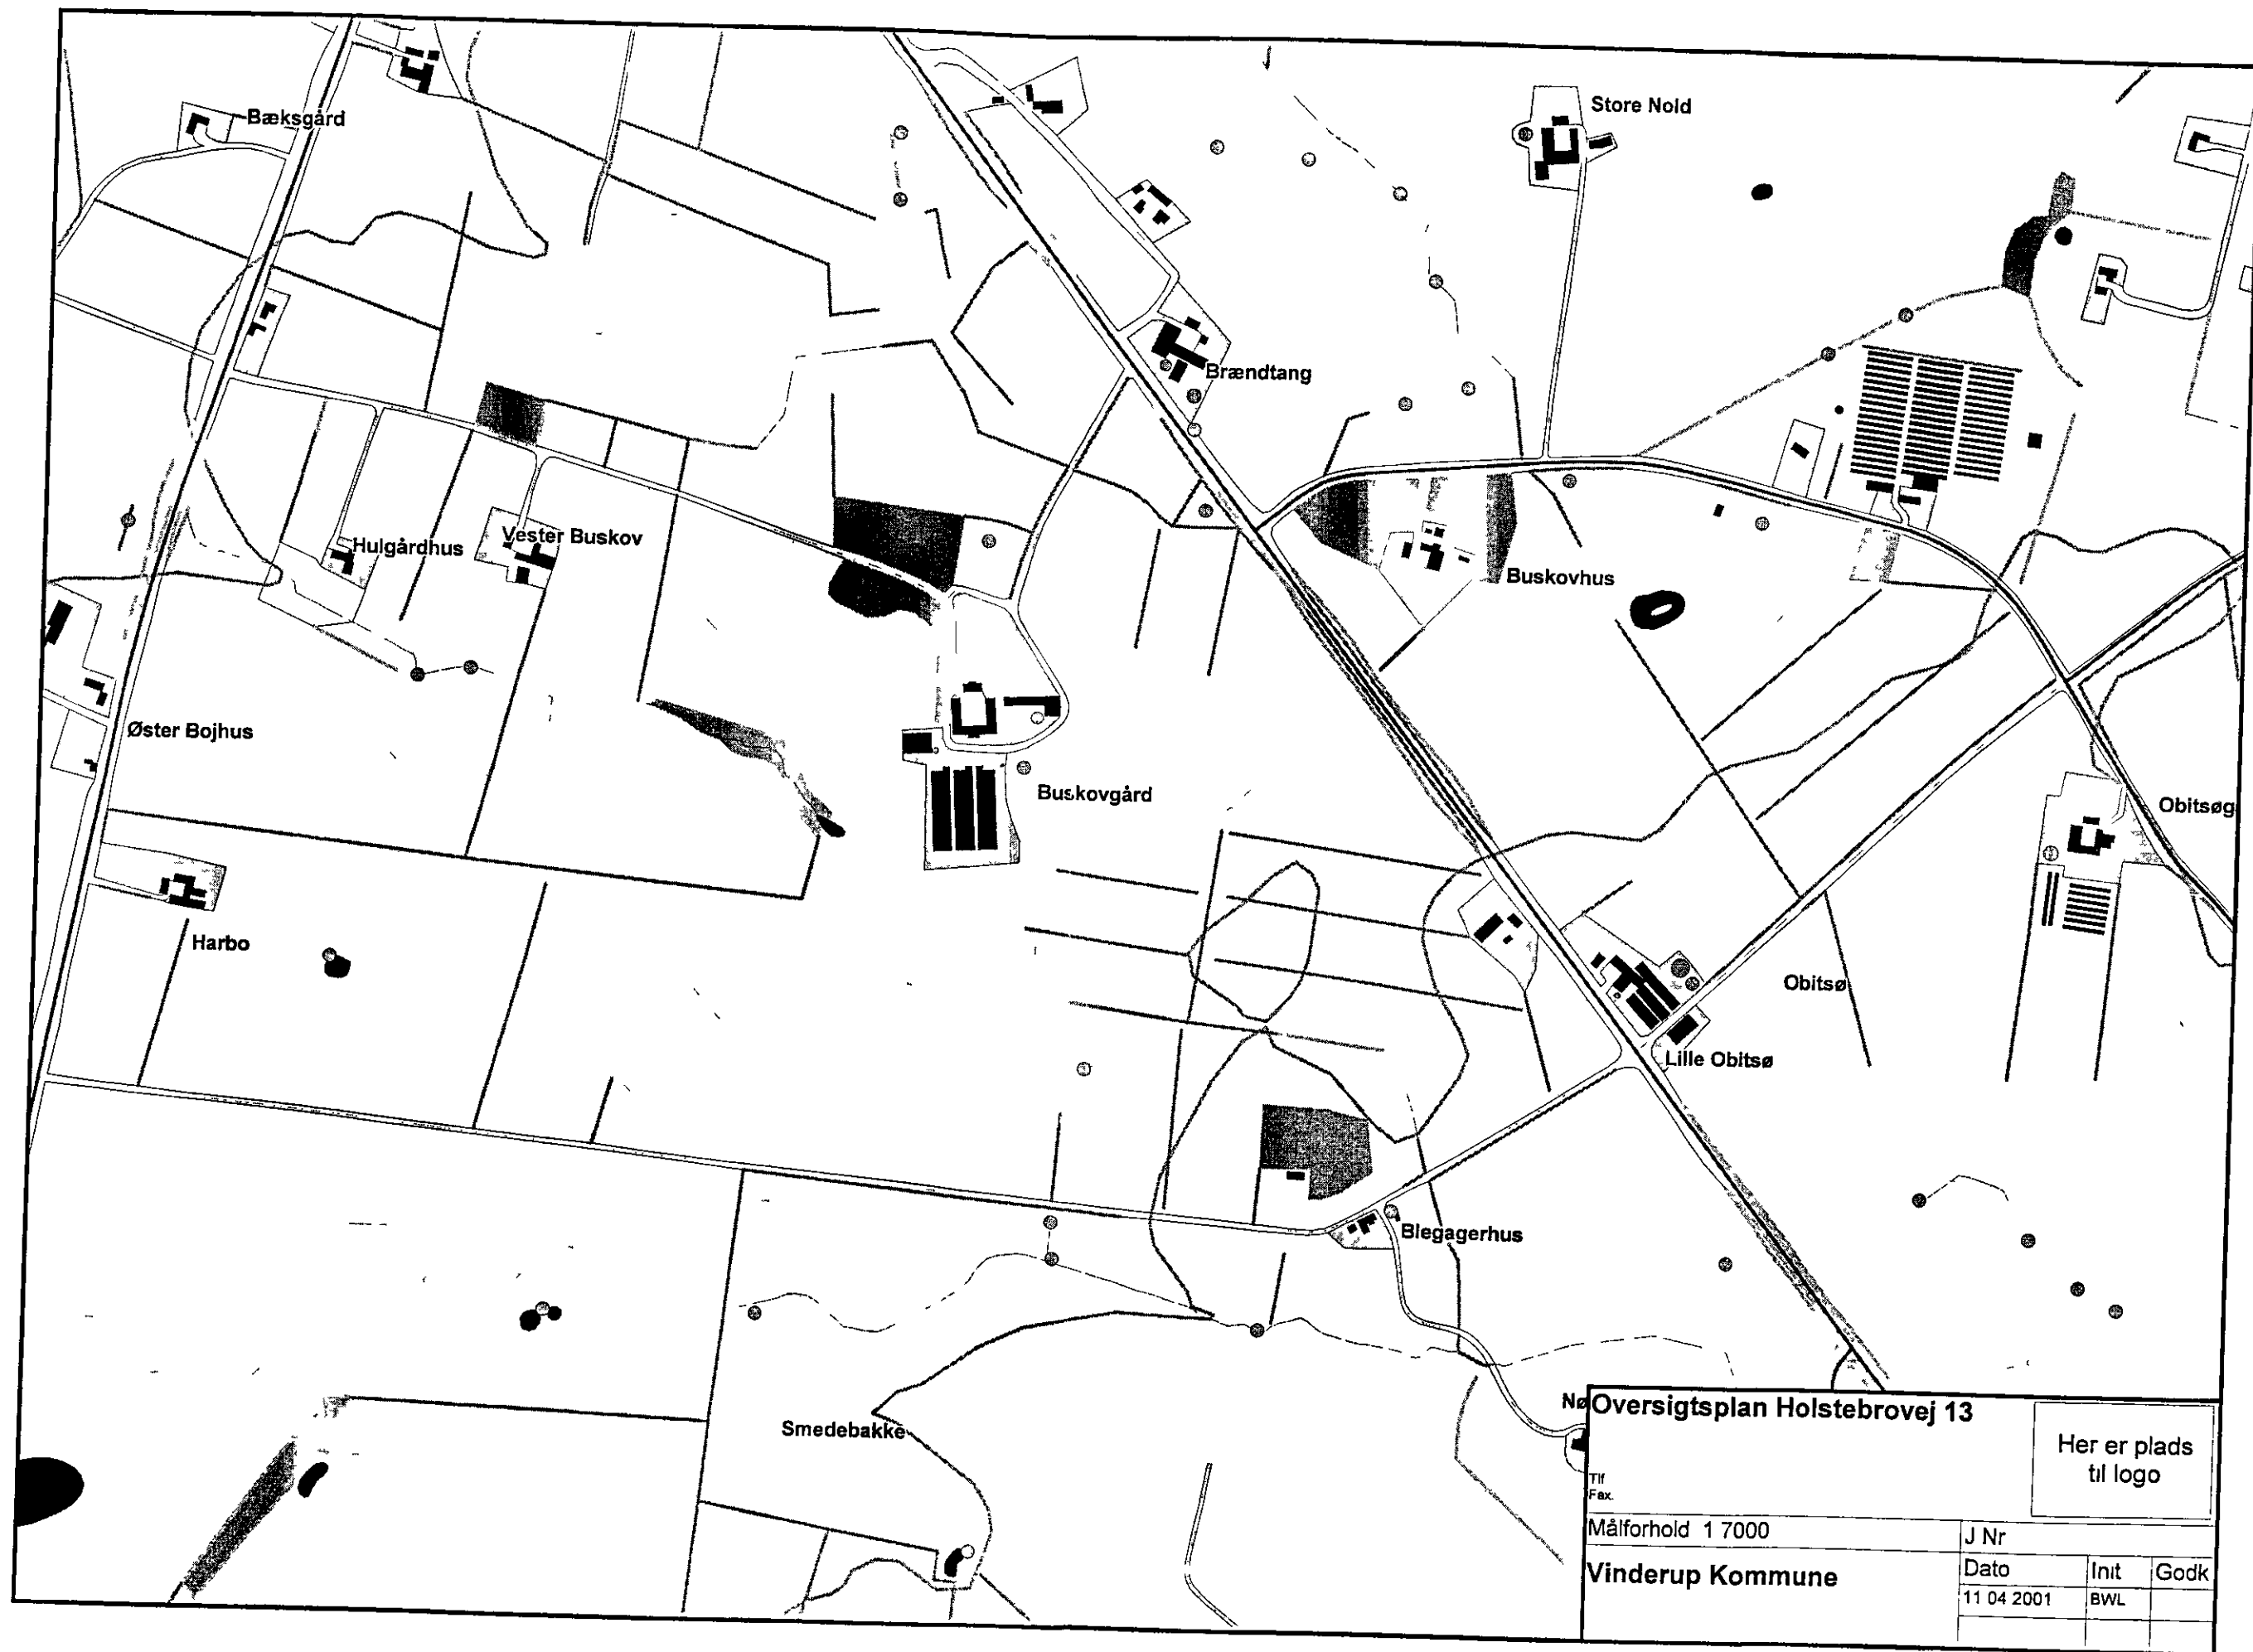 Bæksgård
Store Nold
Brændtang
Hulgårdhus
Vester Buskov
Buskovhus
Øster Bojhus
Buskovgård
Obitsøg
Harbo
Obitsø
Lille Obitsø
Blegagerhus
Smedebakke
Nø
Oversigtsplan Holstebrovej 13
Her er plads
til logo
Tlf
Fax.
Målforhold 1 7000
J Nr
Vinderup Kommune
Dato
Init
Godk
11 04 2001
BWL